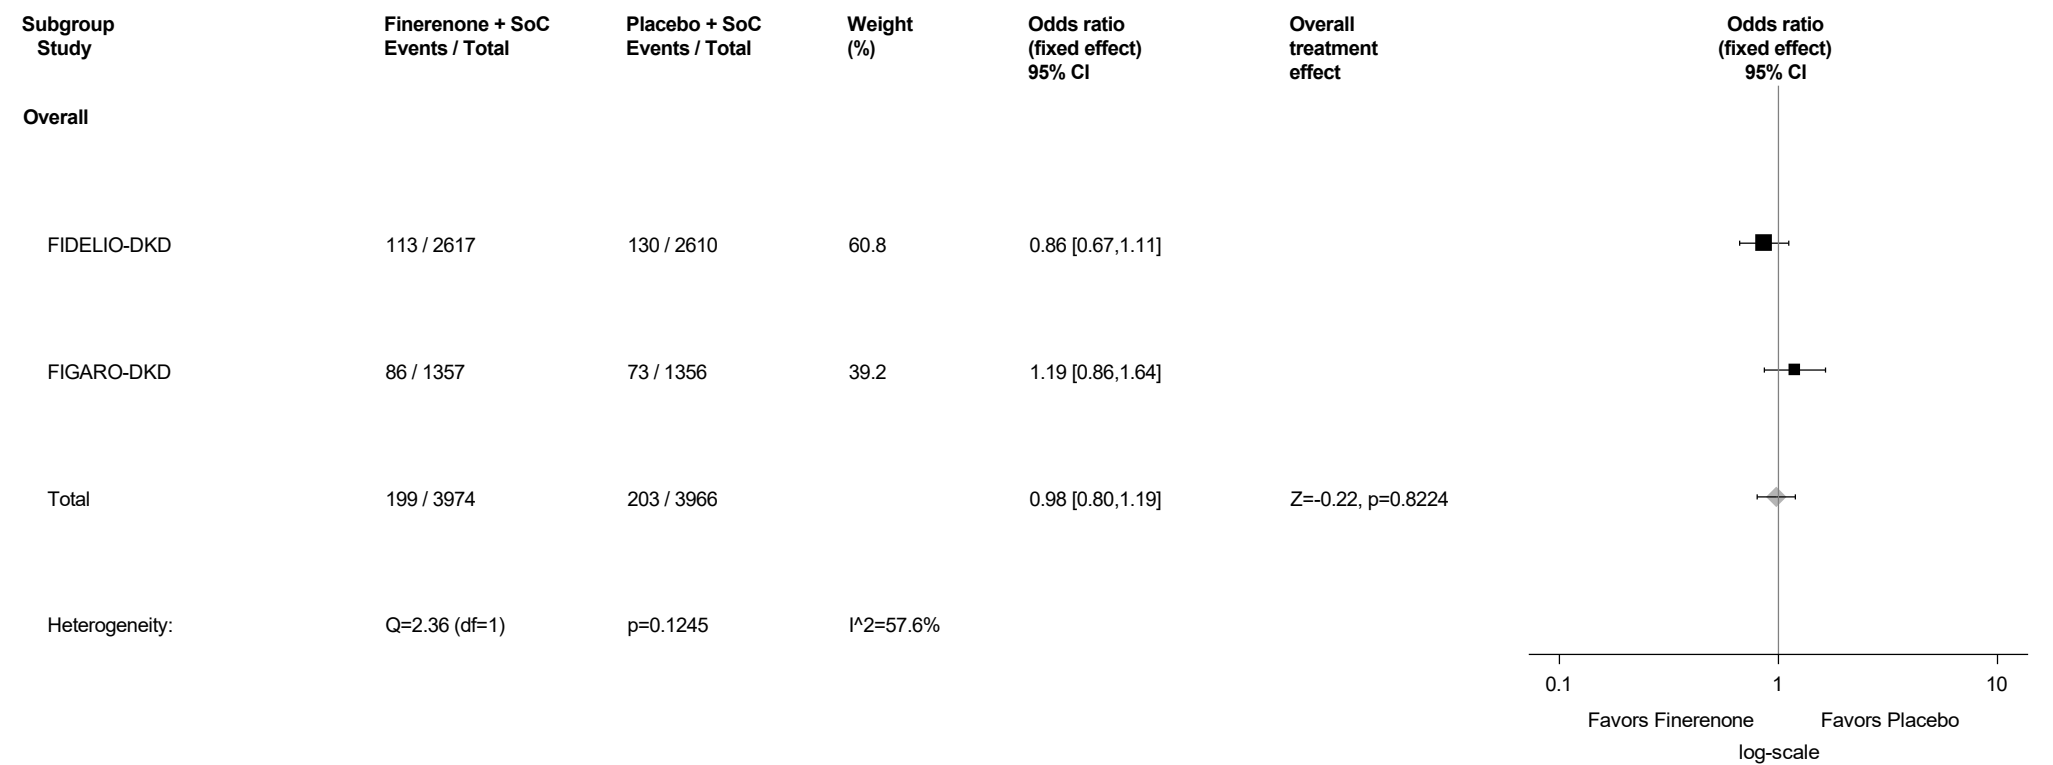 Subgroup Finerenone + SoC Placebo + SoC Weight Odds ratio Overall Odds ratio
Study Events / Total Events / Total (%) (fixed effect) treatment (fixed effect)
95% CI effect 95% CI
Overall
FIDELIO-DKD 113 / 2617 130 / 2610 60.8 0.86 [0.67,1.11]
FIGARO-DKD 86 / 1357 73 / 1356 39.2 1.19 [0.86,1.64]
Total 199 / 3974 203 / 3966 0.98 [0.80,1.19] Z=-0.22, p=0.8224
Heterogeneity: Q=2.36 (df=1) p=0.1245 I^2=57.6%
0.1 1 10
Favors Finerenone Favors Placebo
log-scale